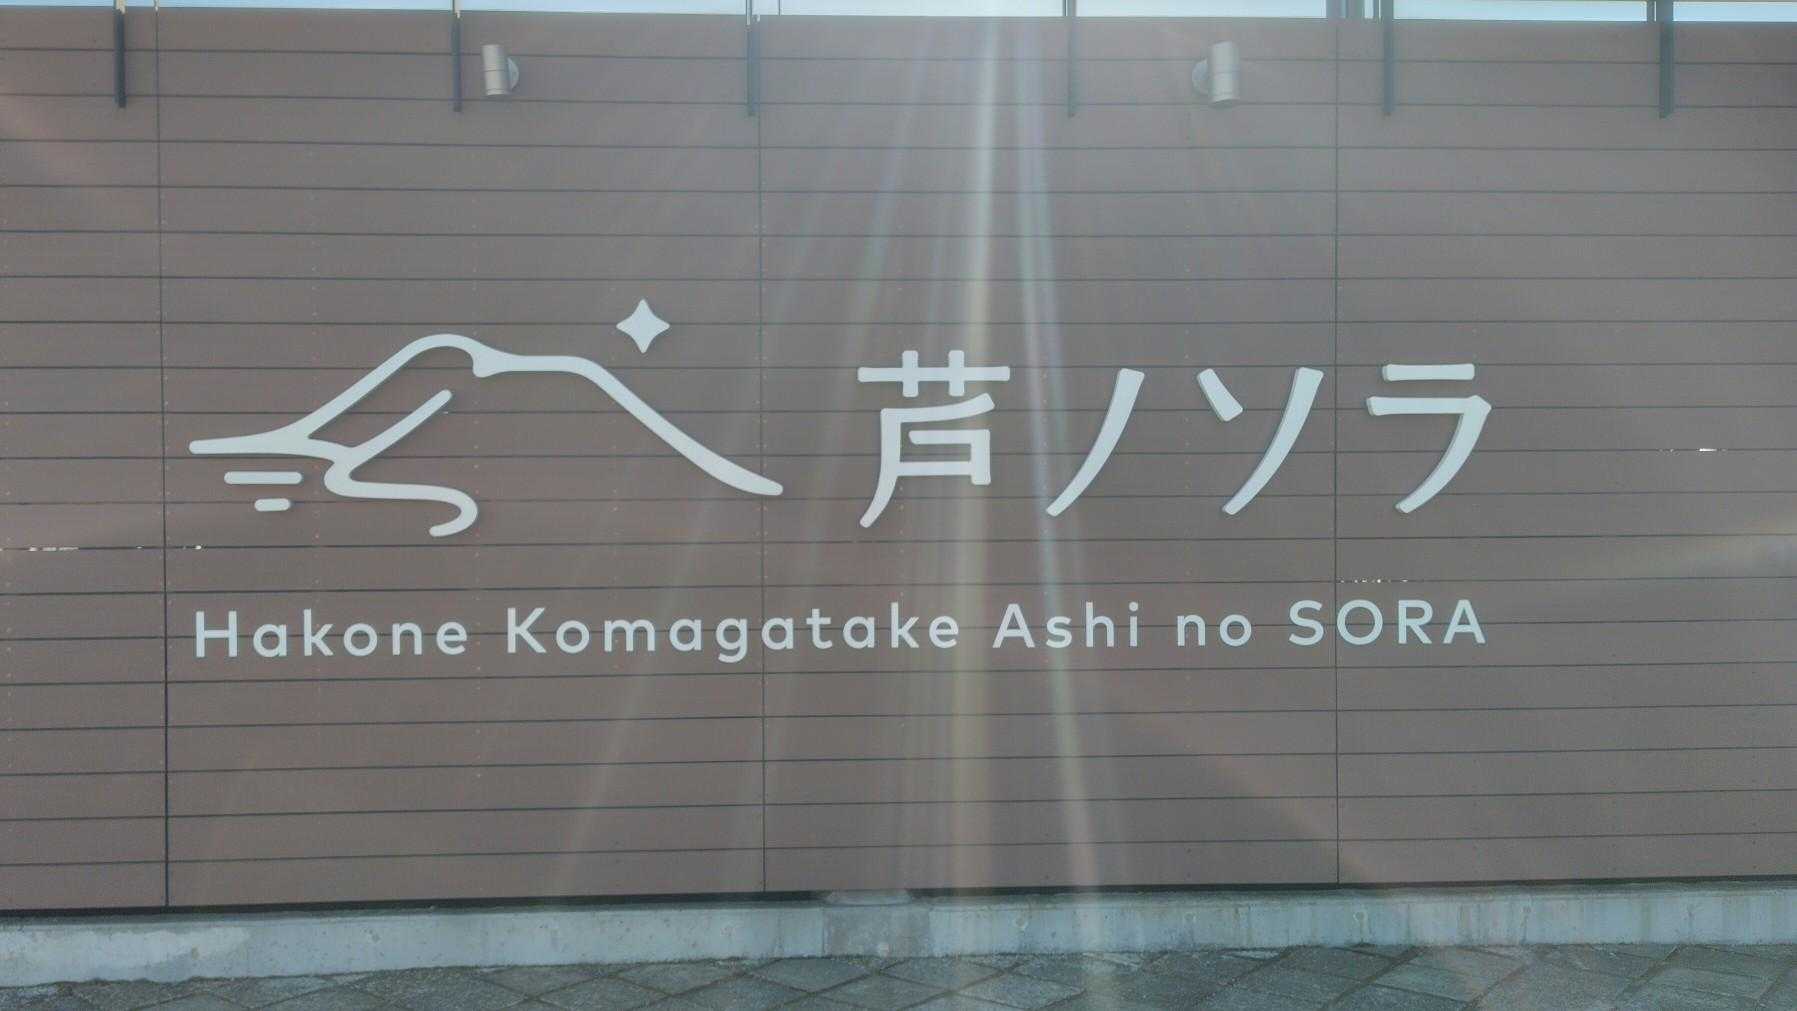 芦ノソラ
Hakone Komagatake Ashi no SORA